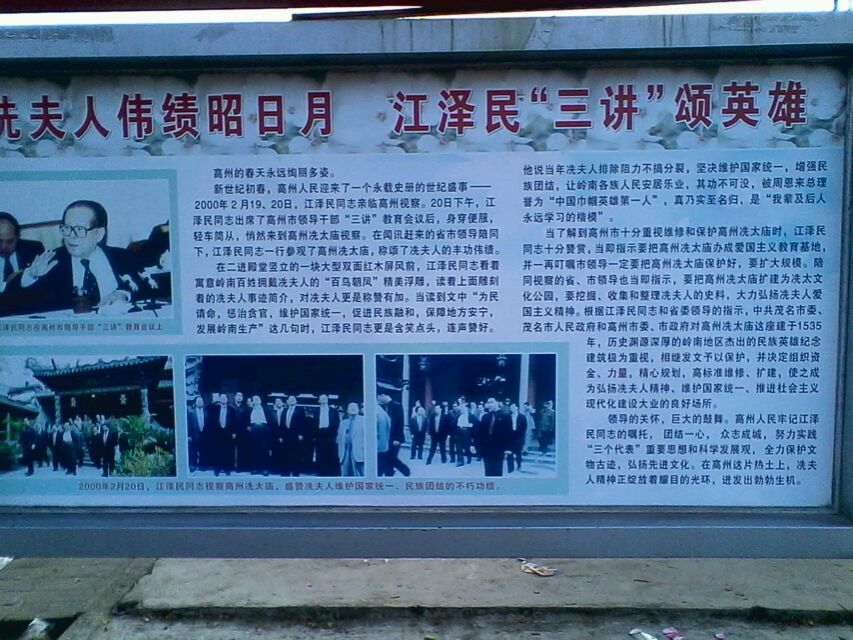 冼夫人伟绩昭日月 江泽民“三讲”颂英雄
高州的春天永远绚丽多姿。
新世纪初春，高州人民迎来了一个永载史册的世纪盛事——
2000年2月19、20日，江泽民同志亲临高州视察。20日下午，江
泽民同志出席了高州市领导干部“三讲”教育会议后，身穿便服，
轻车简从，悄然来到高州冼太庙视察。在闻讯赶来的省市领导陪同
下，江泽民同志一行参观了高州冼太庙，称颂了冼夫人的丰功伟绩。
在二进殿堂竖立的一块大型双面红木屏风前，江泽民同志看着
寓意岭南百姓拥戴冼夫人的“百鸟朝凤”精美浮雕，读着上面雕刻
着的冼夫人事迹简介，对冼夫人更是称赞有加。当读到文中“为民
请命，惩治贪官，维护国家统一，促进民族融和，保障地方安宁，
发展岭南生产”这几句时，江泽民同志更是含笑点头，连声赞好。
他说当年冼夫人排除阻力不搞分裂，坚决维护国家统一，增强民
族团结，让岭南各族人民安居乐业，其功不可没，被周恩来总理
誉为“中国巾帼英雄第一人”，真乃实至名归，是“我辈及后人
永远学习的楷模”。
当了解到高州市十分重视维修和保护高州冼太庙时，江泽民
同志十分赞赏，当即指示要把高州冼太庙办成爱国主义教育基地，
并一再叮嘱市领导一定要把高州冼太庙保护好，要扩大规模。陪
同视察的省、市领导也当即指示，要把高州冼太庙扩建为冼太文
化公园，要挖掘、收集和整理冼夫人的史料，大力弘扬冼夫人爱
国主义精神。根据江泽民同志和省委领导的指示，中共茂名市委、
茂名市人民政府和高州市委、市政府对高州冼太庙这座建于1535
年，历史渊源深厚的岭南地区杰出的民族英雄纪念
建筑极为重视，相继发文予以保护，并决定组织资
金、力量，精心规划，高标准维修、扩建，使之成
为弘扬冼夫人精神、维护国家统一、推进社会主义
现代化建设大业的良好场所。
领导的关怀，巨大的鼓舞。高州人民牢记江泽
民同志的嘱托，团结一心，众志成城，努力实践
“三个代表”重要思想和科学发展观，全力保护文
物古迹，弘扬先进文化。在高州这片热土上，冼夫
人精神正绽放着耀目的光环，迸发出勃勃生机。
江泽民同志在高州市领导干部“三讲”教育会议上
2000年2月20日，江泽民同志视察高州冼太庙，盛赞冼夫人维护国家统一、民族团结的不朽功绩。